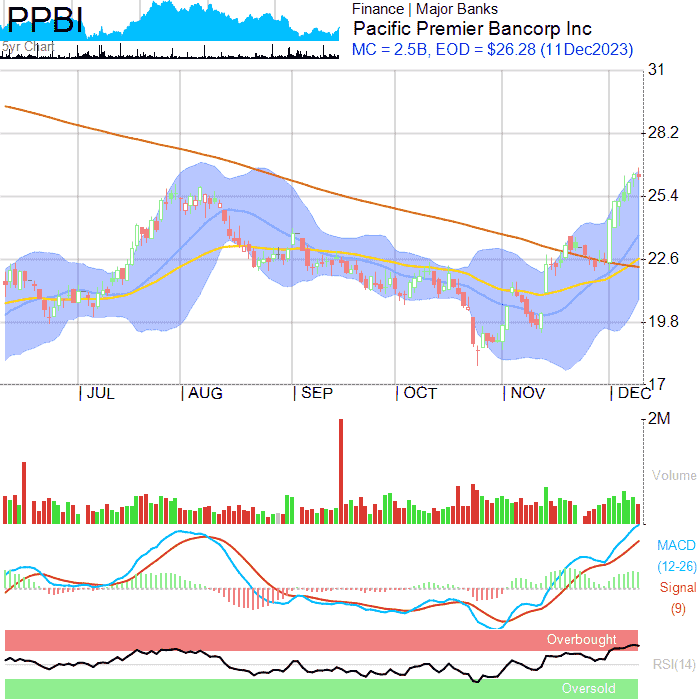 PPBI
5yr Chart
Finance | Major Banks
Pacific Premier Bancorp Inc
MC = 2.5B, EOD = $26.28 (11Dec2023)
31
28.2
25.4
22.6
19.8
17
JUL
AUG
SEP
OCT
NOV
DEC
2M
Volume
MACD
(12-26)
Signal
(9)
Overbought
RSI(14)
Oversold